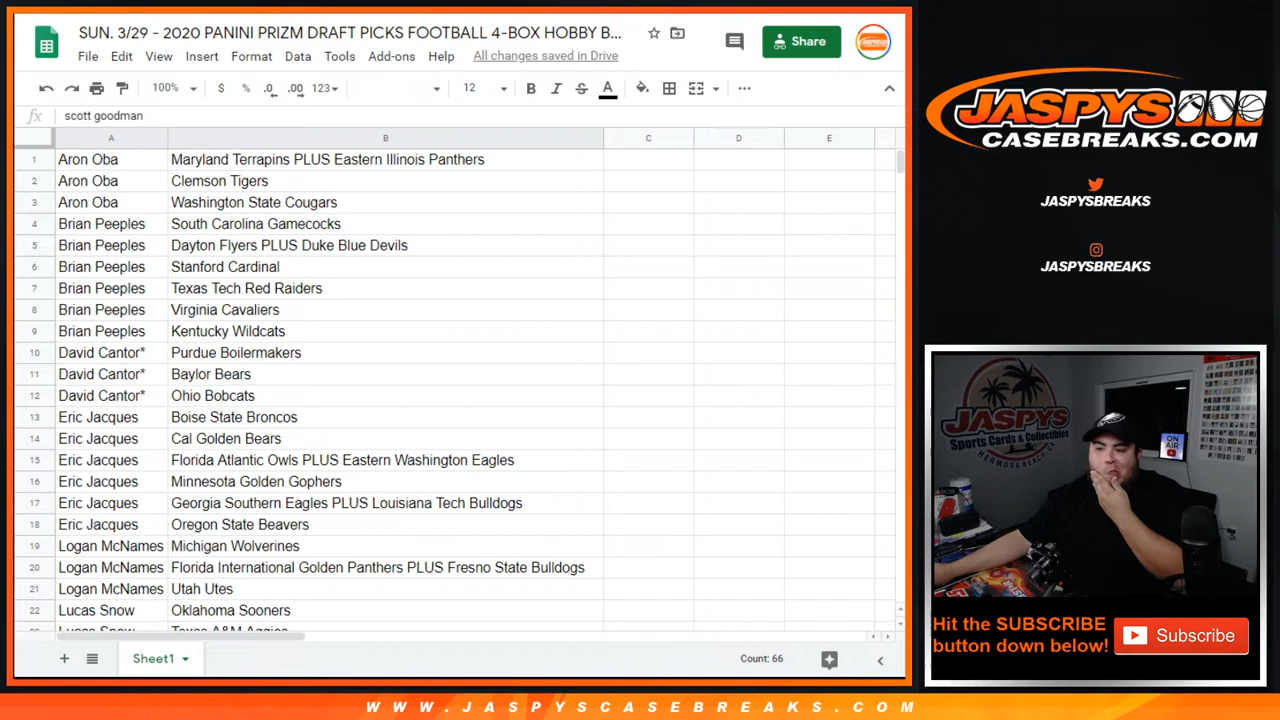 SUN. 3/29 - 2020 PANINI PRIZM DRAFT PICKS FOOTBALL 4-BOX HOBBY B...
File Edit View Insert Format Data Tools Add-ons Help All changes saved in Drive
Share
100% $ % .0 .00 123 12 B I S A
fx scott goodman
A B C D E
1 Aron Oba Maryland Terrapins PLUS Eastern Illinois Panthers
2 Aron Oba Clemson Tigers
3 Aron Oba Washington State Cougars
4 Brian Peeples South Carolina Gamecocks
5 Brian Peeples Dayton Flyers PLUS Duke Blue Devils
6 Brian Peeples Stanford Cardinal
7 Brian Peeples Texas Tech Red Raiders
8 Brian Peeples Virginia Cavaliers
9 Brian Peeples Kentucky Wildcats
10 David Cantor* Purdue Boilermakers
11 David Cantor* Baylor Bears
12 David Cantor* Ohio Bobcats
13 Eric Jacques Boise State Broncos
14 Eric Jacques Cal Golden Bears
15 Eric Jacques Florida Atlantic Owls PLUS Eastern Washington Eagles
16 Eric Jacques Minnesota Golden Gophers
17 Eric Jacques Georgia Southern Eagles PLUS Louisiana Tech Bulldogs
18 Eric Jacques Oregon State Beavers
19 Logan McNames Michigan Wolverines
20 Logan McNames Florida International Golden Panthers PLUS Fresno State Bulldogs
21 Logan McNames Utah Utes
22 Lucas Snow Oklahoma Sooners
Lucas Snow Texas A&M Aggies
Sheet1
Count: 66
JASPYS
CASEBREAKS.COM
JASPYSBREAKS
JASPYSBREAKS
JASPYS
Sports Cards & Collectibles
HERMOSA BEACH, CA
ON AIR
Hit the SUBSCRIBE
button down below!
Subscribe
WWW.JASPYSCASEBREAKS.COM